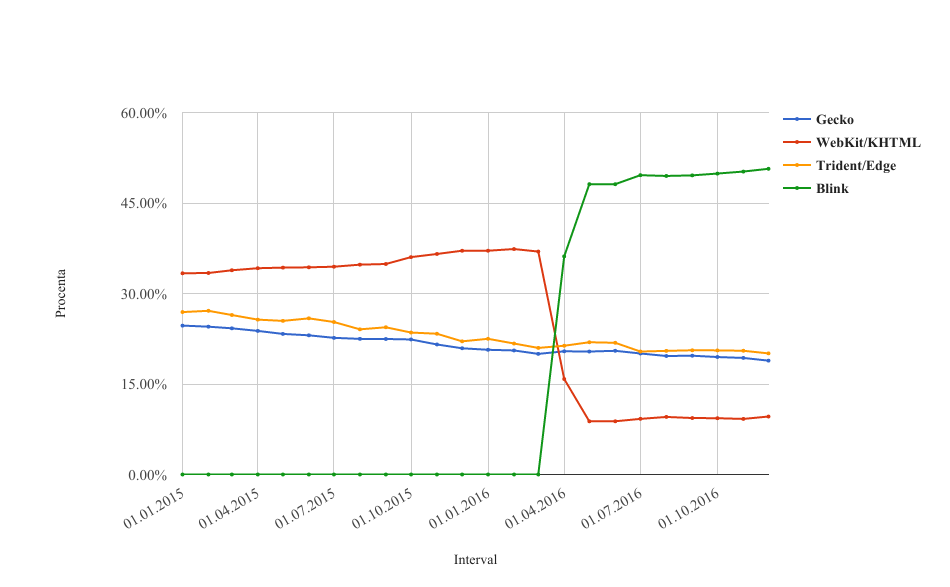 60.00%
45.00%
30.00%
15.00%
0.00%
Procenta
01.01.2015
01.04.2015
01.07.2015
01.10.2015
01.01.2016
01.04.2016
01.07.2016
01.10.2016
Interval
Gecko
WebKit/KHTML
Trident/Edge
Blink